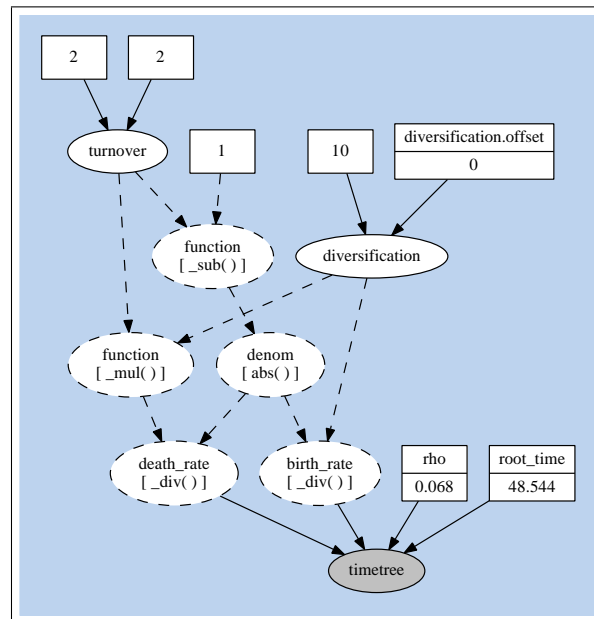 2
2
diversification.offset
0
turnover
1
10
function
[ _sub( ) ]
diversification
function
[ _mul( ) ]
denom
[ abs( ) ]
death_rate
[ _div( ) ]
birth_rate
[ _div( ) ]
rho
0.068
root_time
48.544
timetree